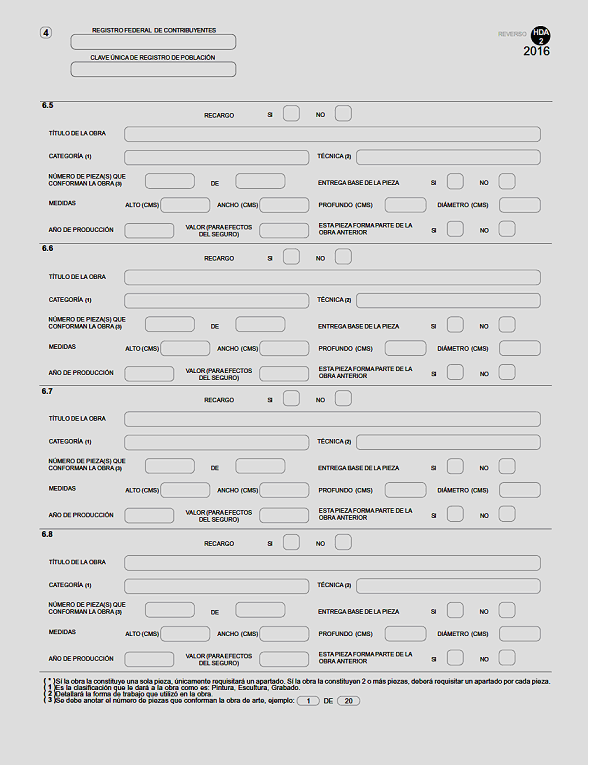 4 REGISTRO FEDERAL DE CONTRIBUYENTES REVERSO HDA 2
2016
CLAVE ÚNICA DE REGISTRO DE POBLACIÓN
6.5
RECARGO SI NO
TÍTULO DE LA OBRA
CATEGORÍA (1) TÉCNICA (2)
NÚMERO DE PIEZA(S) QUE
CONFORMAN LA OBRA (3) DE ENTREGA BASE DE LA PIEZA SI NO
MEDIDAS ALTO (CMS) ANCHO (CMS) PROFUNDO (CMS) DIÁMETRO (CMS)
AÑO DE PRODUCCIÓN VALOR (PARA EFECTOS DEL SEGURO) ESTA PIEZA FORMA PARTE DE LA OBRA ANTERIOR SI NO
6.6
RECARGO SI NO
TÍTULO DE LA OBRA
CATEGORÍA (1) TÉCNICA (2)
NÚMERO DE PIEZA(S) QUE
CONFORMAN LA OBRA (3) DE ENTREGA BASE DE LA PIEZA SI NO
MEDIDAS ALTO (CMS) ANCHO (CMS) PROFUNDO (CMS) DIÁMETRO (CMS)
AÑO DE PRODUCCIÓN VALOR (PARA EFECTOS DEL SEGURO) ESTA PIEZA FORMA PARTE DE LA OBRA ANTERIOR SI NO
6.7
RECARGO SI NO
TÍTULO DE LA OBRA
CATEGORÍA (1) TÉCNICA (2)
NÚMERO DE PIEZA(S) QUE
CONFORMAN LA OBRA (3) DE ENTREGA BASE DE LA PIEZA SI NO
MEDIDAS ALTO (CMS) ANCHO (CMS) PROFUNDO (CMS) DIÁMETRO (CMS)
AÑO DE PRODUCCIÓN VALOR (PARA EFECTOS DEL SEGURO) ESTA PIEZA FORMA PARTE DE LA OBRA ANTERIOR SI NO
6.8
RECARGO SI NO
TÍTULO DE LA OBRA
CATEGORÍA (1) TÉCNICA (2)
NÚMERO DE PIEZA(S) QUE
CONFORMAN LA OBRA (3) DE ENTREGA BASE DE LA PIEZA SI NO
MEDIDAS ALTO (CMS) ANCHO (CMS) PROFUNDO (CMS) DIÁMETRO (CMS)
AÑO DE PRODUCCIÓN VALOR (PARA EFECTOS DEL SEGURO) ESTA PIEZA FORMA PARTE DE LA OBRA ANTERIOR SI NO
( * )Sí la obra la constituye una sola pieza, únicamente requisitará un apartado. Sí la obra la constituyen 2 o más piezas, deberá requisitar un apartado por cada pieza.
( 1 )Es la clasificación que le dará a la obra como es: Pintura, Escultura, Grabado.
( 2 )Detallará la forma de trabajo que utilizó en la obra.
( 3 )Se debe anotar el número de piezas que conforman la obra de arte, ejemplo: 1 DE 20